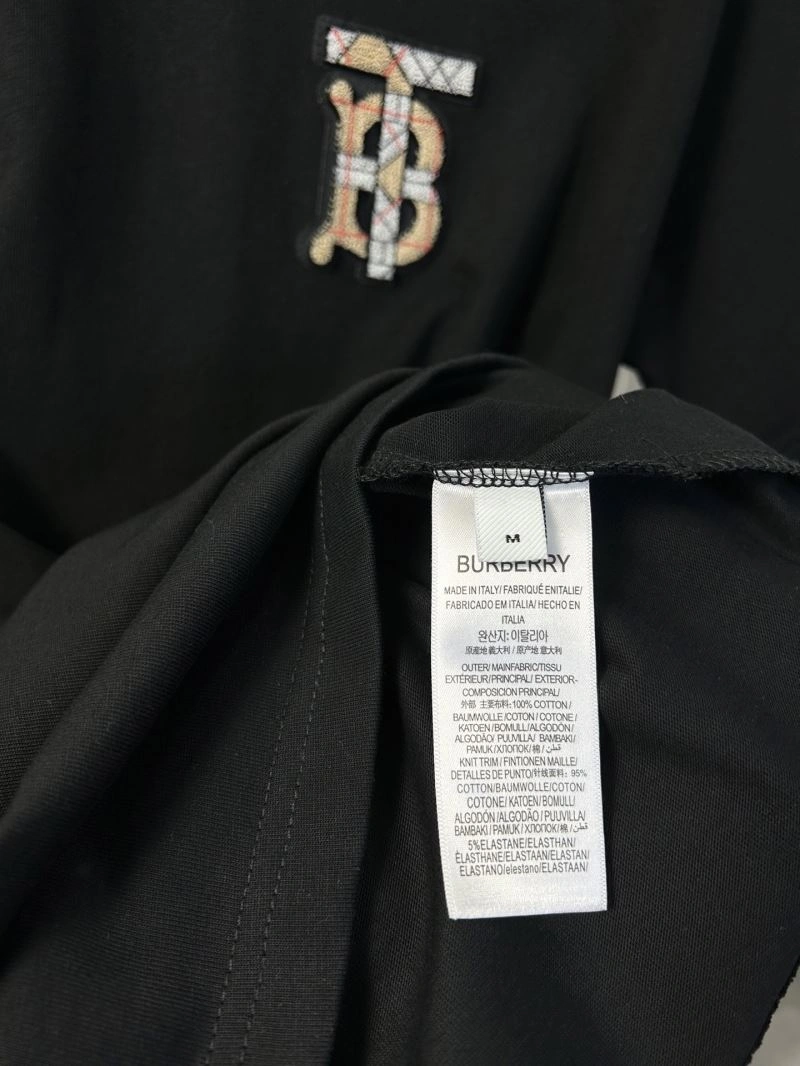 TB
M
BURBERRY
MADE IN ITALY/ FABRIQUÉ ENITALIE/
FABRICADO EM ITALIA/ HECHO EN
ITALIA
완산지: 이탈리아
原産地 義大利 / 原产地 意大利
OUTER/ MAINFABRIC/TISSU
EXTÉRIEUR/PRINCIPAL/ EXTERIOR-
COMPOSICION PRINCIPAL/
外部 主要布料:100% COTTON/
BAUMWOLLE /COTON / COTONE /
KATOEN/ BOMULL/ ALGODÓN/
ALGODÃO/ PUUVILLA/ BAMBAKI/
PAMUK /ХЛОПОК/ 棉 / قطن/
KNIT TRIM / FINTIONEN MAILLE/
DETALLES DE PUNTO/针线面料: 95%
COTTON/BAUMWOLLE/COTON/
COTONE/ KATOEN/ BOMULL/
ALGODÓN /ALGODÃO / PUUVILLA/
BAMBAKI / PAMUK / ХЛОПОК/棉 /قطن/
5%ELASTANE/ELASTHAN/
ÉLASTHANE/ELASTAAN/ELASTAN/
ELASTANO/elestano/ELASTAAN/